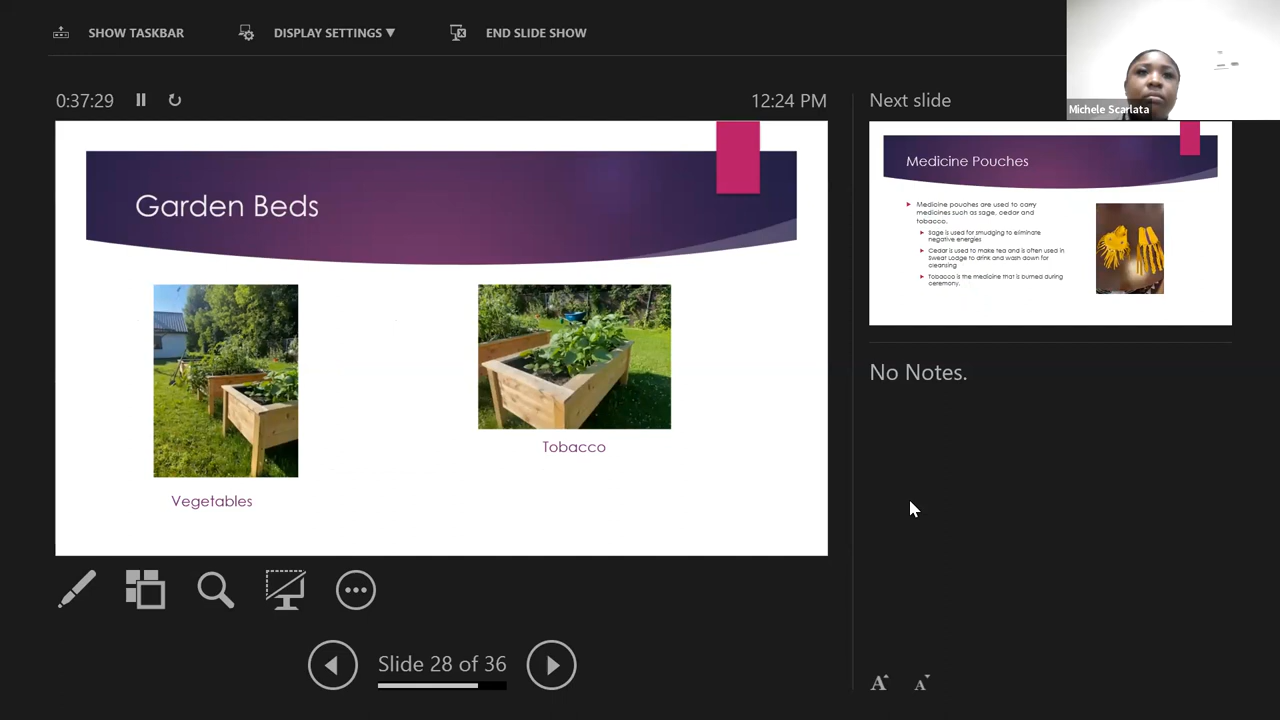 SHOW TASKBAR
DISPLAY SETTINGS ▼
END SLIDE SHOW
Michele Scarlata
0:37:29
12:24 PM
Garden Beds
Vegetables
Tobacco
Slide 28 of 36
Next slide
Medicine Pouches
Medicine pouches are used to carry
medicines such as sage, cedar and
tobacco.
Sage is used for smudging to eliminate
negative energies
Cedar is used to make tea and is often used in
Sweat Lodge to drink and wash down for
cleansing
Tobacco is the medicine that is burned during
ceremony.
No Notes.
A
A